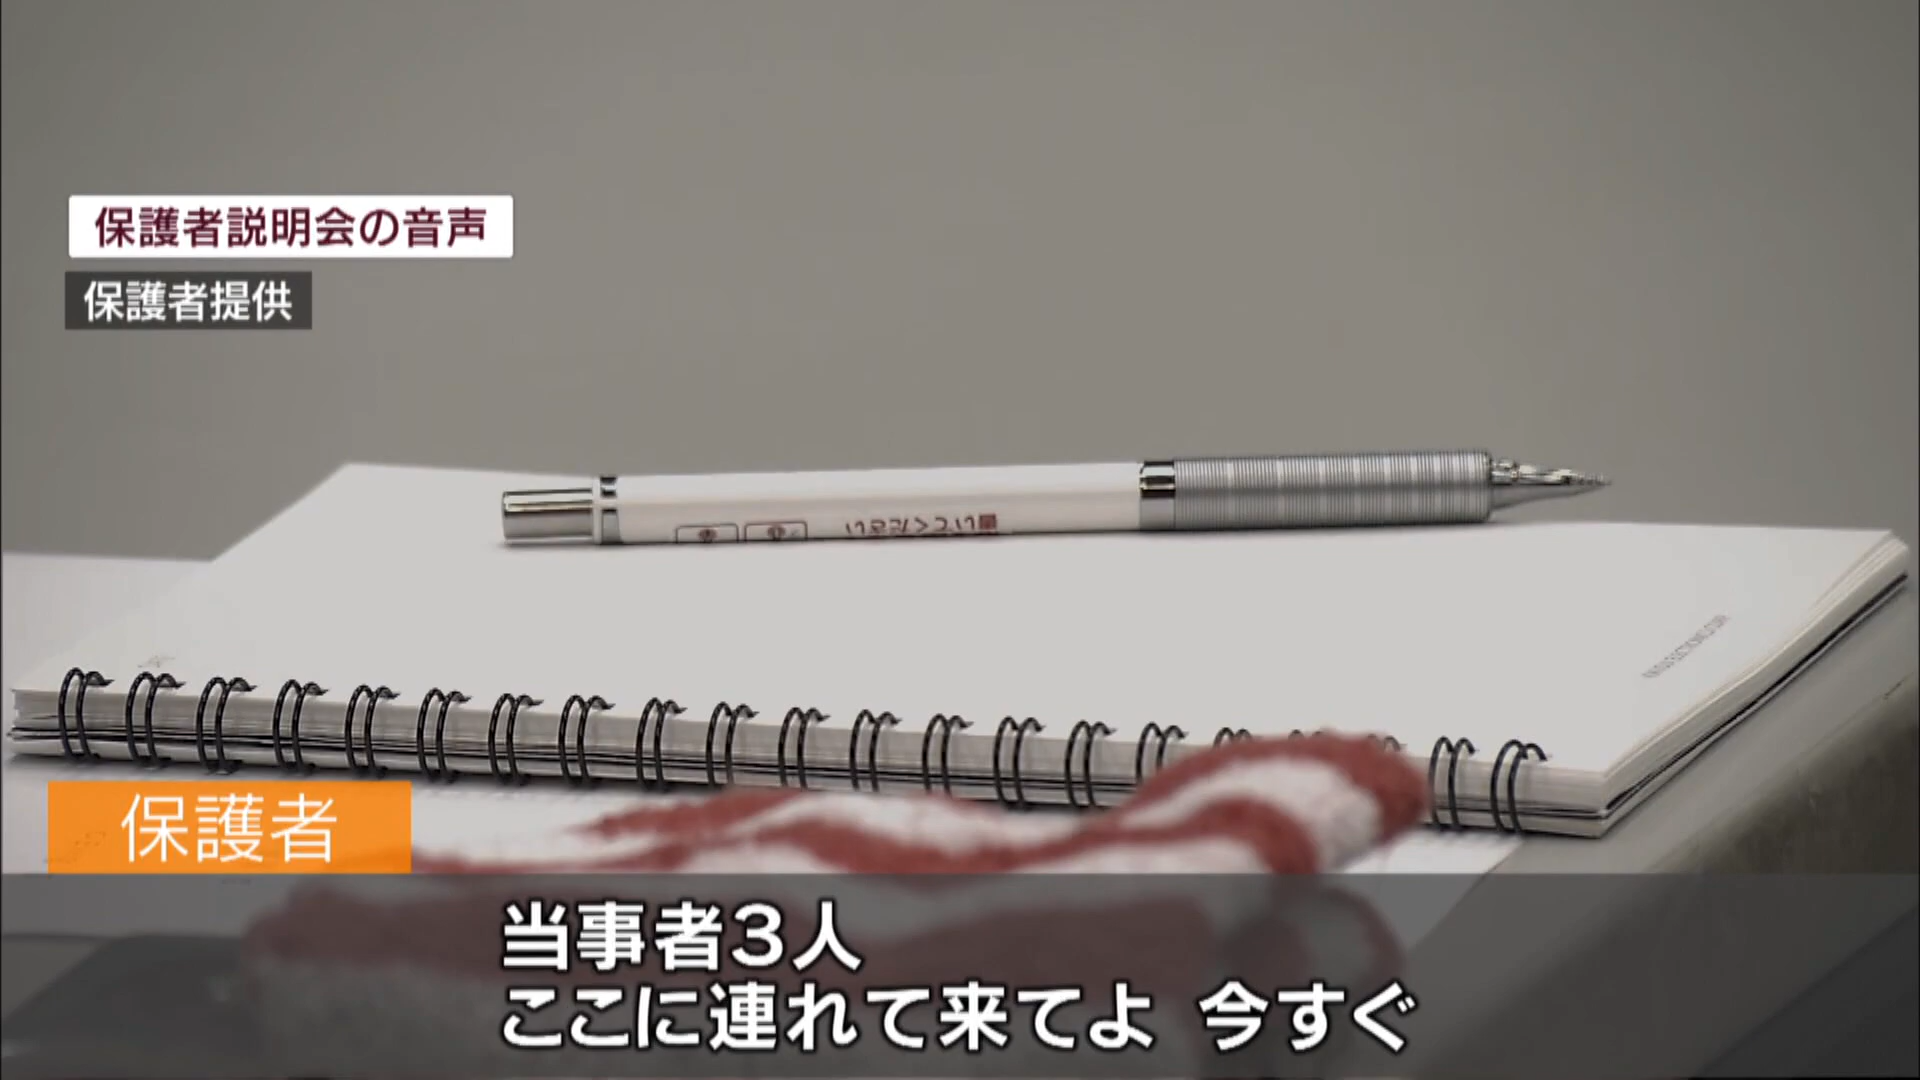 保護者説明会の音声
保護者提供
保護者
当事者3人
ここに連れて来てよ 今すぐ